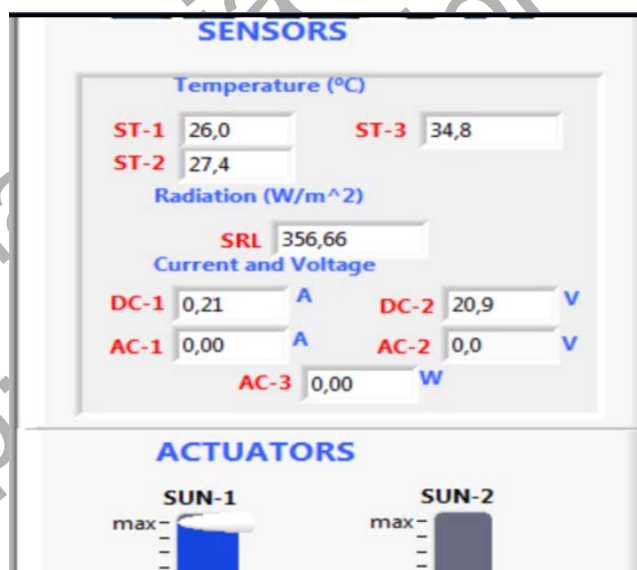 SENSORS
Temperature (ºC)
ST-1 26,0 ST-3 34,8
ST-2 27,4
Radiation (W/m^2)
SRL 356,66
Current and Voltage
DC-1 0,21 A DC-2 20,9 V
AC-1 0,00 A AC-2 0,0 V
AC-3 0,00 W
ACTUATORS
SUN-1 SUN-2
max max